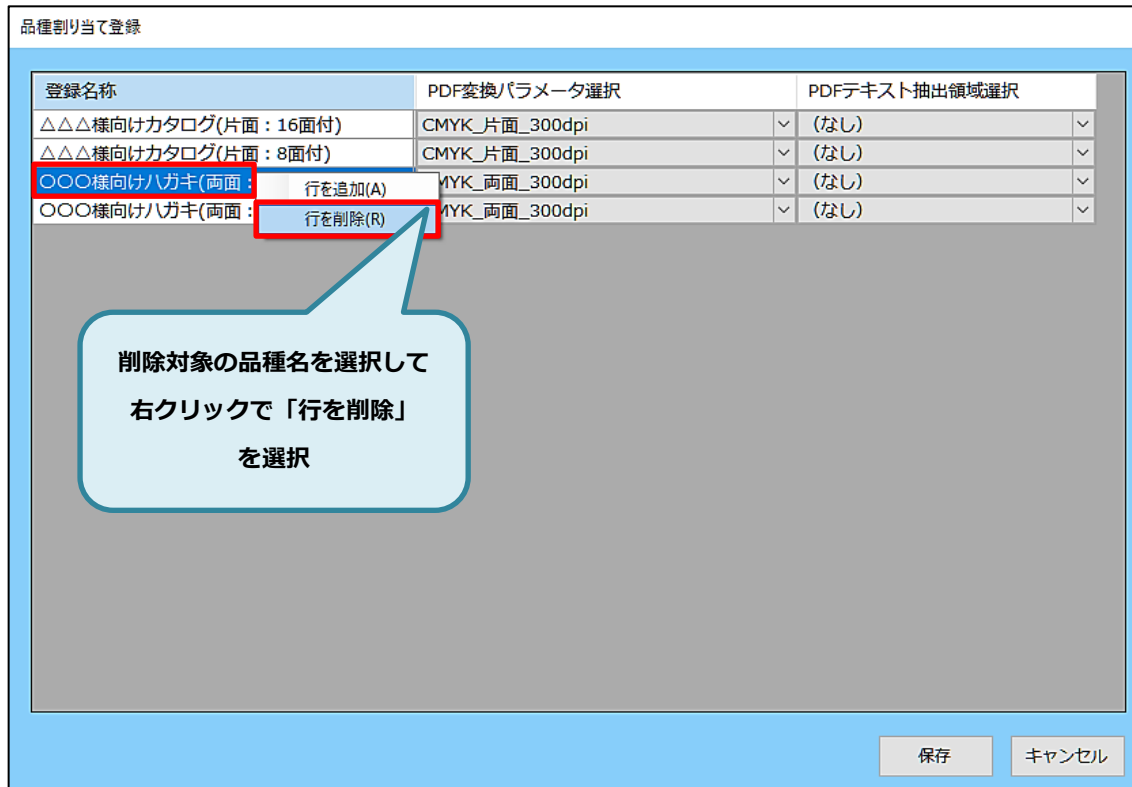 品種割り当て登録
登録名称 PDF変換パラメータ選択 PDFテキスト抽出領域選択
△△△様向けカタログ(片面：16面付) CMYK_片面_300dpi (なし)
△△△様向けカタログ(片面：8面付) CMYK_片面_300dpi (なし)
〇〇〇様向けハガキ(両面： 行を追加(A) MYK_両面_300dpi (なし)
〇〇〇様向けハガキ(両面： 行を削除(R) MYK_両面_300dpi (なし)
削除対象の品種名を選択して
右クリックで「行を削除」
を選択
保存 キャンセル